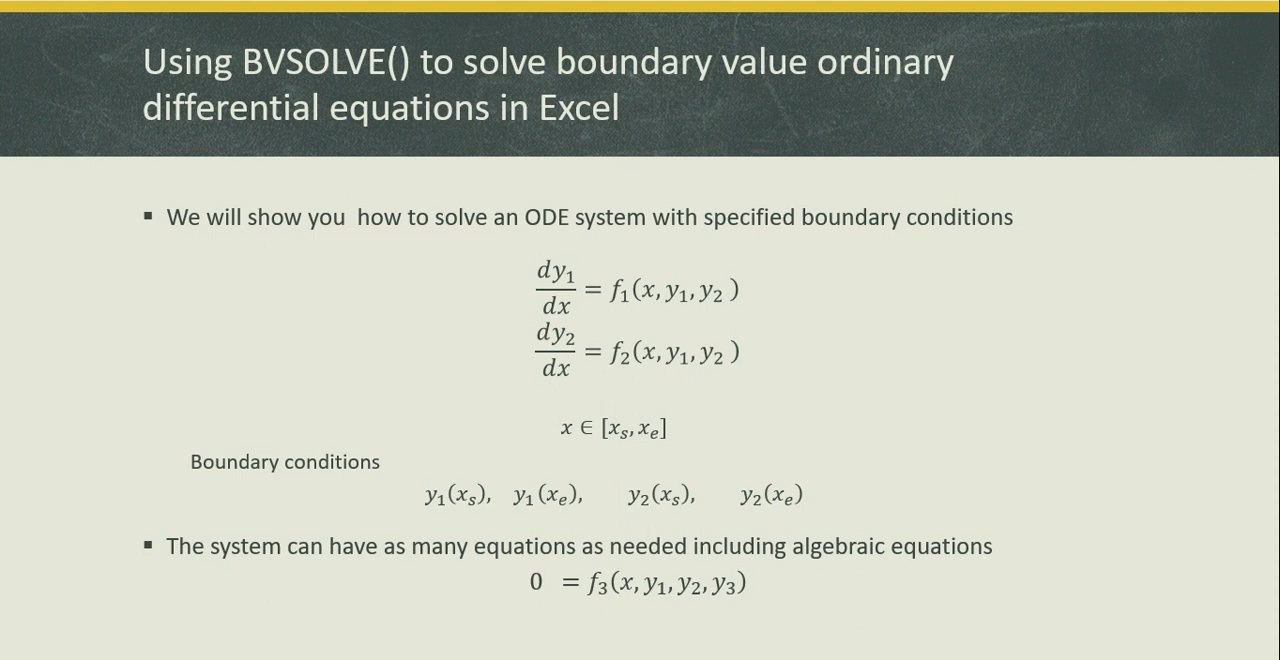 Using BVSOLVE() to solve boundary value ordinary
differential equations in Excel
▪ We will show you how to solve an ODE system with specified boundary conditions
dy₁/dx = f₁(x, y₁, y₂ )
dy₂/dx = f₂(x, y₁, y₂ )
x ∈ [xₛ, xₑ]
Boundary conditions
y₁(xₛ), y₁(xₑ), y₂(xₛ), y₂(xₑ)
▪ The system can have as many equations as needed including algebraic equations
0 = f₃(x, y₁, y₂, y₃)